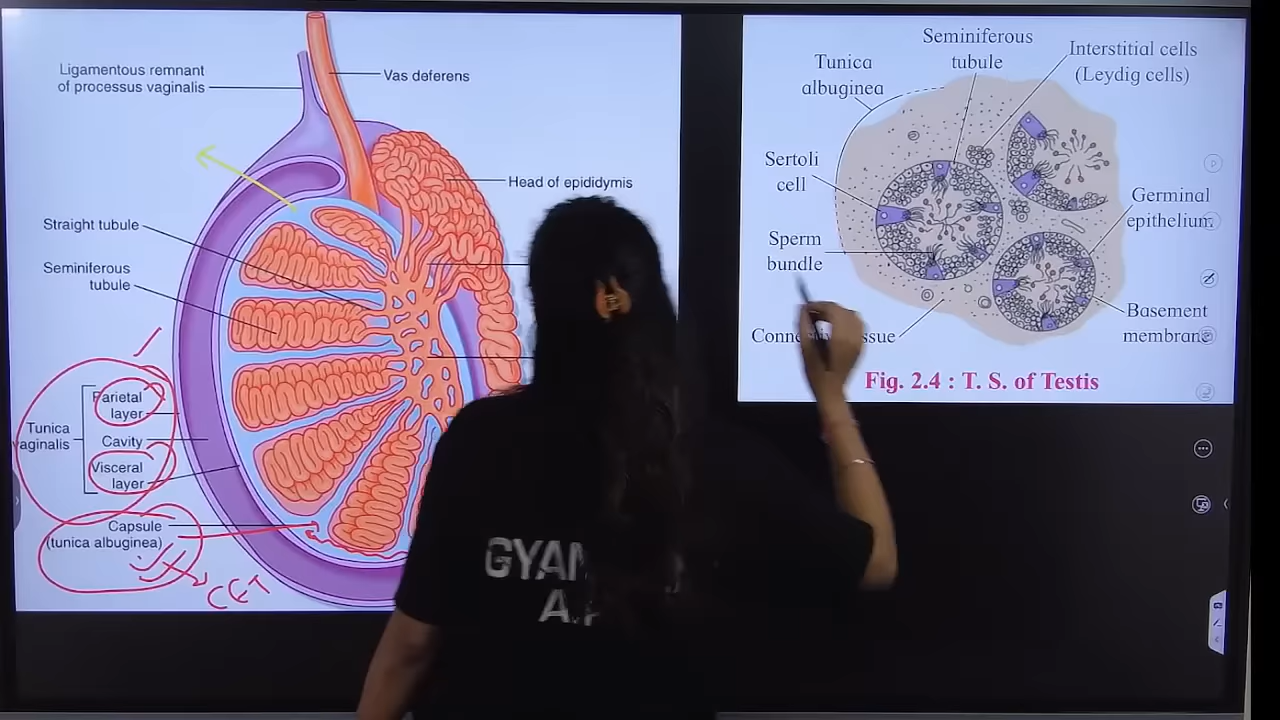 Ligamentous remnant
of processus vaginalis
Vas deferens
Head of epididymis
Straight tubule
Seminiferous
tubule
Parietal
layer
Tunica
vaginalis
Cavity
Visceral
layer
Capsule
(tunica albuginea)
CET
Seminiferous
tubule
Tunica
albuginea
Interstitial cells
(Leydig cells)
Sertoli
cell
Germinal
epithelium
Sperm
bundle
Basement
membrane
tissue
Fig. 2.4 : T. S. of Testis
GYAN
A.